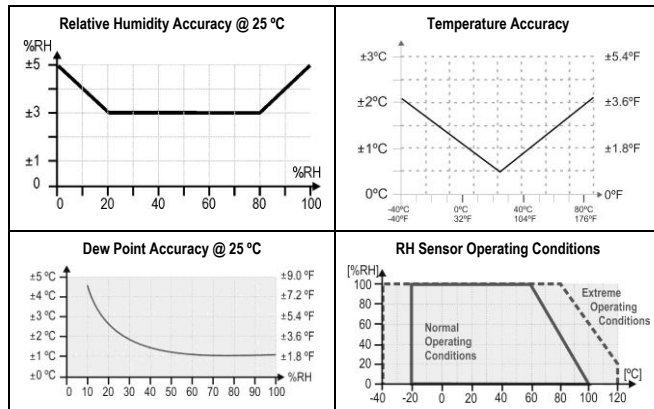 Relative Humidity Accuracy @ 25 ºC
%RH
±5
±3
±1
0
%RH
0 20 40 60 80 100
Temperature Accuracy
±3ºC ±5.4ºF
±2ºC ±3.6ºF
±1ºC ±1.8ºF
0ºC 0ºF
-40ºC 0ºC 40ºC 80ºC
-40ºF 32ºF 104ºF 176ºF
Dew Point Accuracy @ 25 ºC
±5 ºC ±9.0 ºF
±4 ºC ±7.2 ºF
±3 ºC ±5.4 ºF
±2 ºC ±3.6 ºF
±1 ºC ±1.8 ºF
±0 ºC
0 10 20 30 40 50 60 70 80 90 100
%RH
RH Sensor Operating Conditions
[%RH]
100
80
60
40
20
0
Extreme
Operating
Conditions
Normal
Operating
Conditions
[ºC]
-40 -20 0 20 40 60 80 100 120